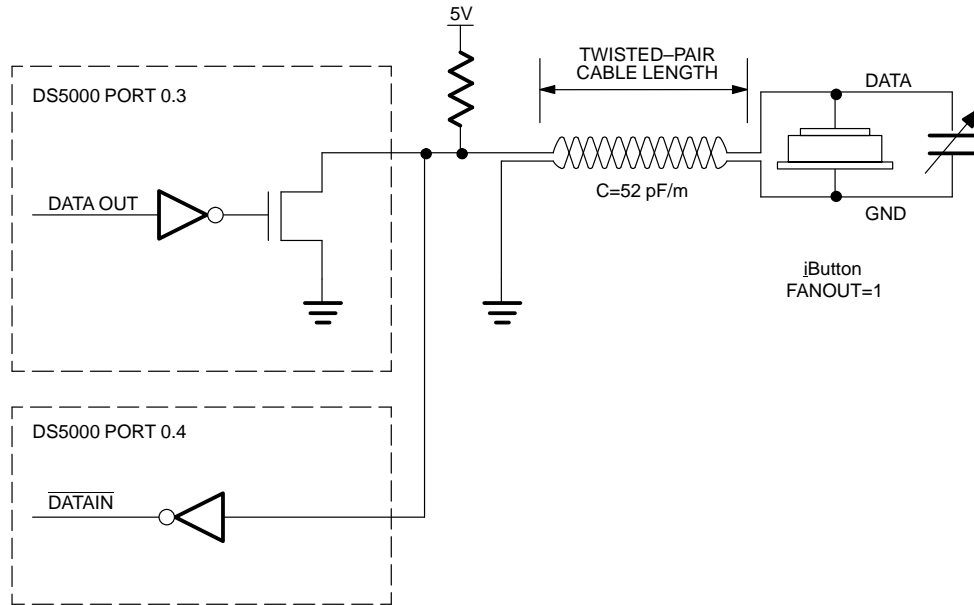 5V
TWISTED–PAIR
CABLE LENGTH
DS5000 PORT 0.3
DATA
DATA OUT
C=52 pF/m
GND
iButton
FANOUT=1
DS5000 PORT 0.4
DATAIN